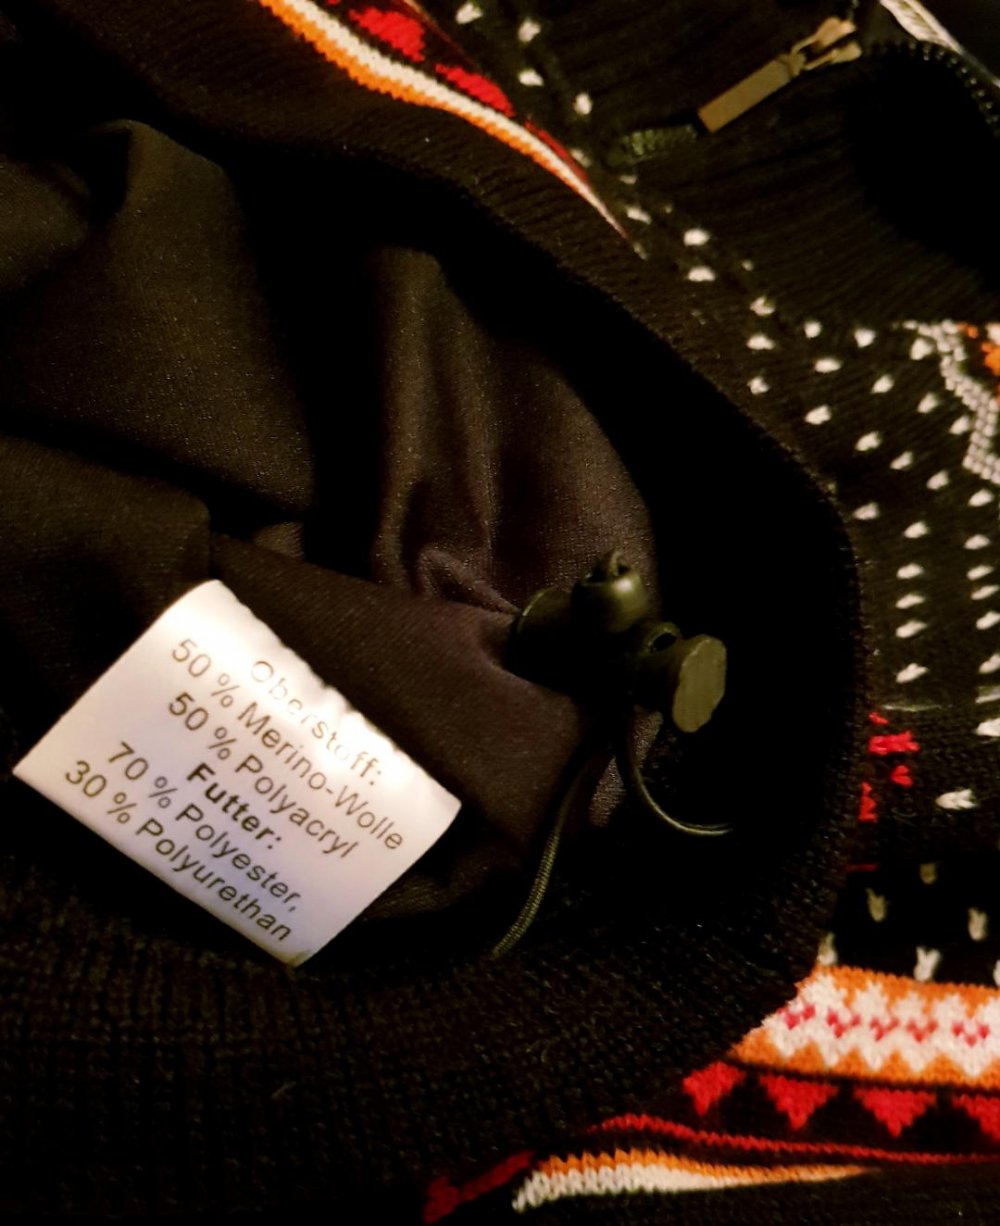 Oberstoff:
50 % Merino-Wolle
50 % Polyacryl
Futter:
70 % Polyester,
30 % Polyurethan